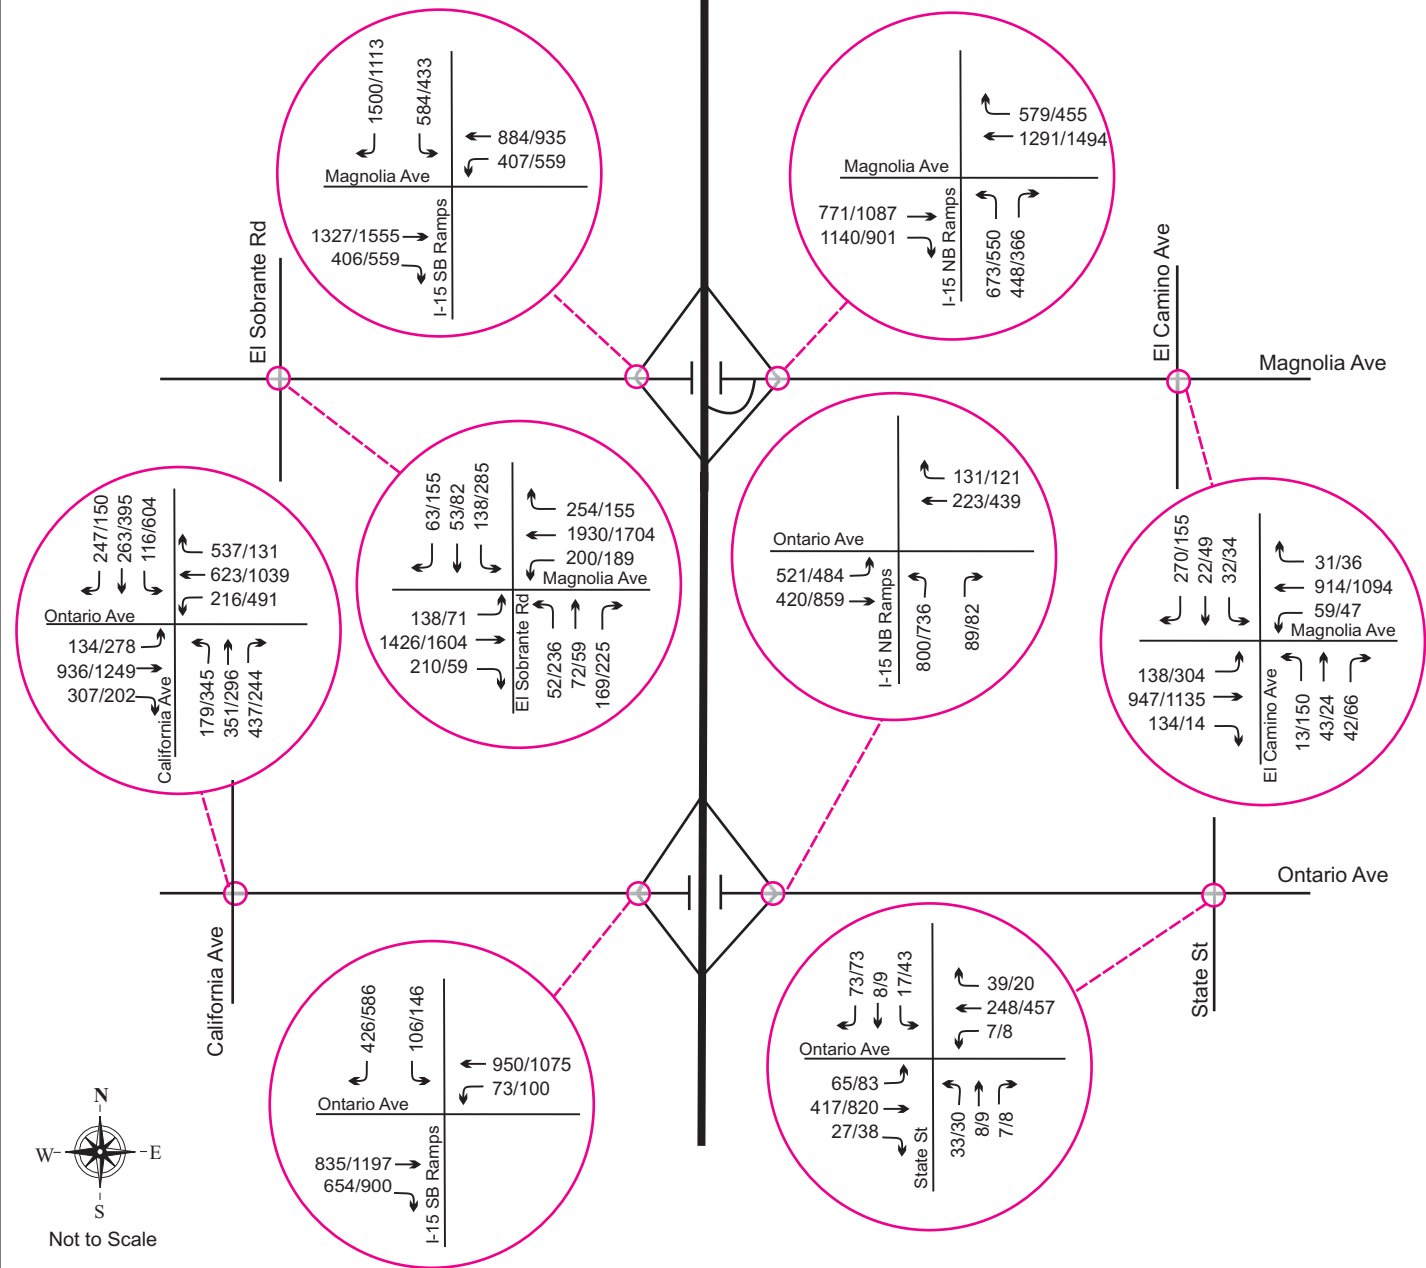 1500/1113
584/433
884/935
407/559
Magnolia Ave
1327/1555
406/559
I-15 SB Ramps
579/455
1291/1494
Magnolia Ave
771/1087
1140/901
I-15 NB Ramps
673/550
448/366
El Sobrante Rd
El Camino Ave
Magnolia Ave
247/150
263/395
116/604
537/131
623/1039
216/491
Ontario Ave
134/278
936/1249
307/202
California Ave
179/345
351/296
437/244
63/155
53/82
138/285
254/155
1930/1704
200/189
Magnolia Ave
138/71
1426/1604
210/59
El Sobrante Rd
52/236
72/59
169/225
131/121
223/439
Ontario Ave
521/484
420/859
I-15 NB Ramps
800/736
89/82
270/155
22/49
32/34
31/36
914/1094
59/47
Magnolia Ave
138/304
947/1135
134/14
El Camino Ave
13/150
43/24
42/66
Ontario Ave
California Ave
State St
426/586
106/146
950/1075
73/100
Ontario Ave
835/1197
654/900
I-15 SB Ramps
73/73
8/9
17/43
39/20
248/457
7/8
Ontario Ave
65/83
417/820
27/38
State St
33/30
8/9
7/8
N
W
E
S
Not to Scale